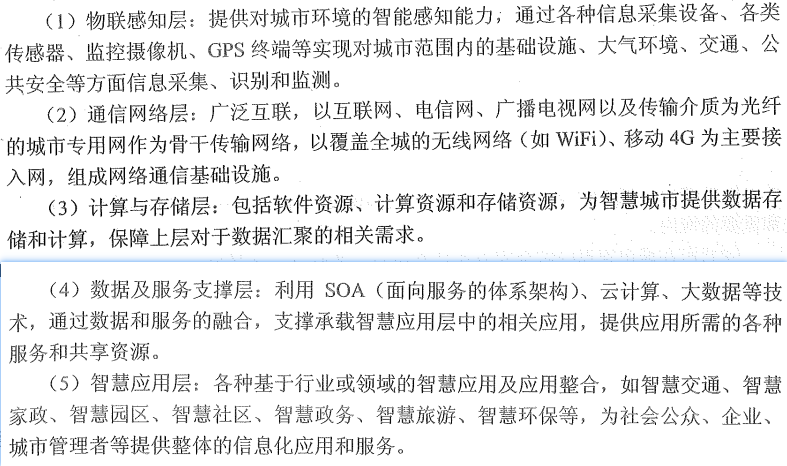 （1）物联感知层：提供对城市环境的智能感知能力，通过各种信息采集设备、各类
传感器、监控摄像机、GPS 终端等实现对城市范围内的基础设施、大气环境、交通、公
共安全等方面信息采集、识别和监测。
（2）通信网络层：广泛互联，以互联网、电信网、广播电视网以及传输介质为光纤
的城市专用网作为骨干传输网络，以覆盖全城的无线网络（如 WiFi）、移动 4G 为主要接
入网，组成网络通信基础设施。
（3）计算与存储层：包括软件资源、计算资源和存储资源，为智慧城市提供数据存
储和计算，保障上层对于数据汇聚的相关需求。
（4）数据及服务支撑层：利用 SOA（面向服务的体系架构）、云计算、大数据等技
术，通过数据和服务的融合，支撑承载智慧应用层中的相关应用，提供应用所需的各种
服务和共享资源。
（5）智慧应用层：各种基于行业或领域的智慧应用及应用整合，如智慧交通、智慧
家政、智慧园区、智慧社区、智慧政务、智慧旅游、智慧环保等，为社会公众、企业、
城市管理者等提供整体的信息化应用和服务。